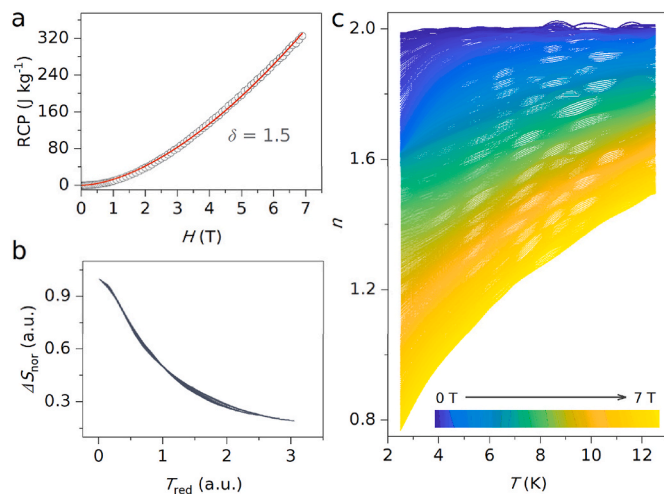 a
RCP (J kg⁻¹)
320
240
160
80
0
δ = 1.5
0 1 2 3 4 5 6 7
H (T)
b
ΔS_nor (a.u.)
0.9
0.6
0.3
0 1 2 3
T_red (a.u.)
c
n
2.0
1.6
1.2
0.8
0 T 7 T
2 4 6 8 10 12
T (K)